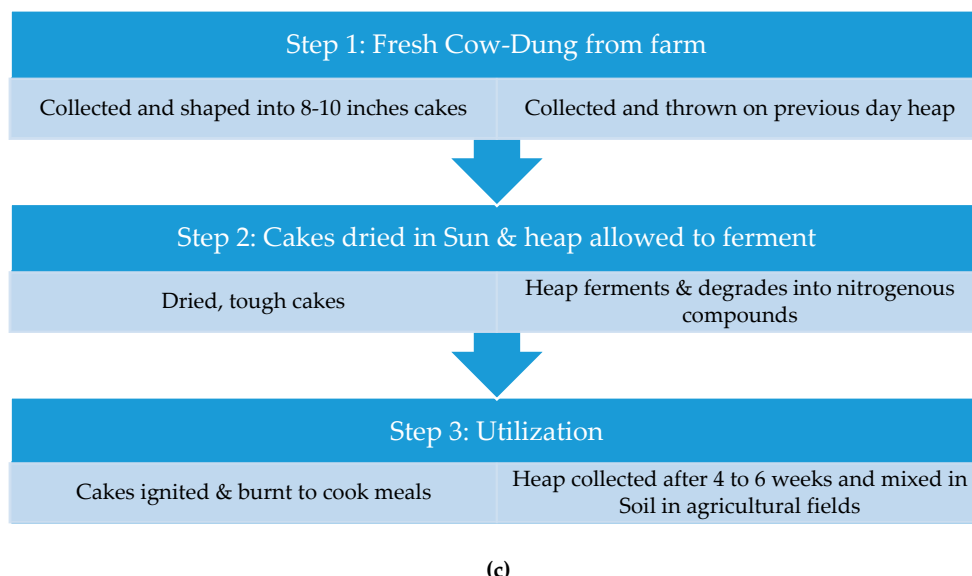 Step 1: Fresh Cow-Dung from farm
Collected and shaped into 8-10 inches cakes
Collected and thrown on previous day heap
Step 2: Cakes dried in Sun & heap allowed to ferment
Dried, tough cakes
Heap ferments & degrades into nitrogenous
compounds
Step 3: Utilization
Cakes ignited & burnt to cook meals
Heap collected after 4 to 6 weeks and mixed in
Soil in agricultural fields
(c)